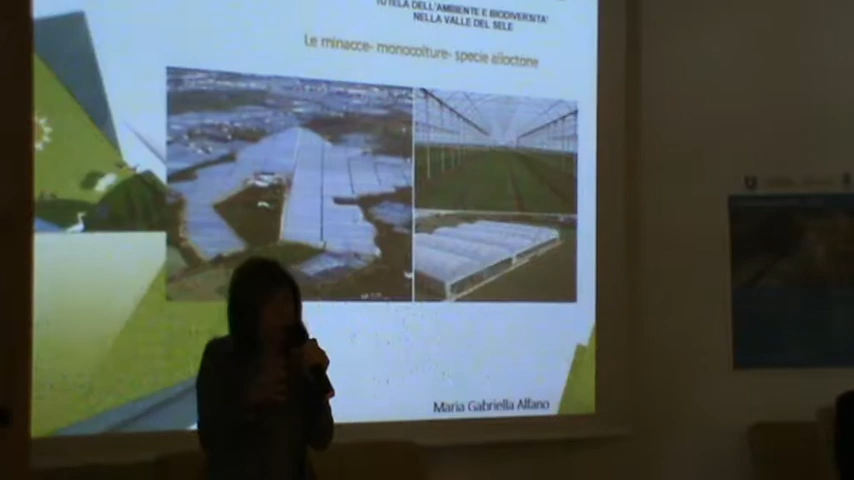 TUTELA DELL'AMBIENTE E BIODIVERSITA'
NELLA VALLE DEL SELE
Le minacce- monocolture- specie alloctone
Maria Gabriella Alfano